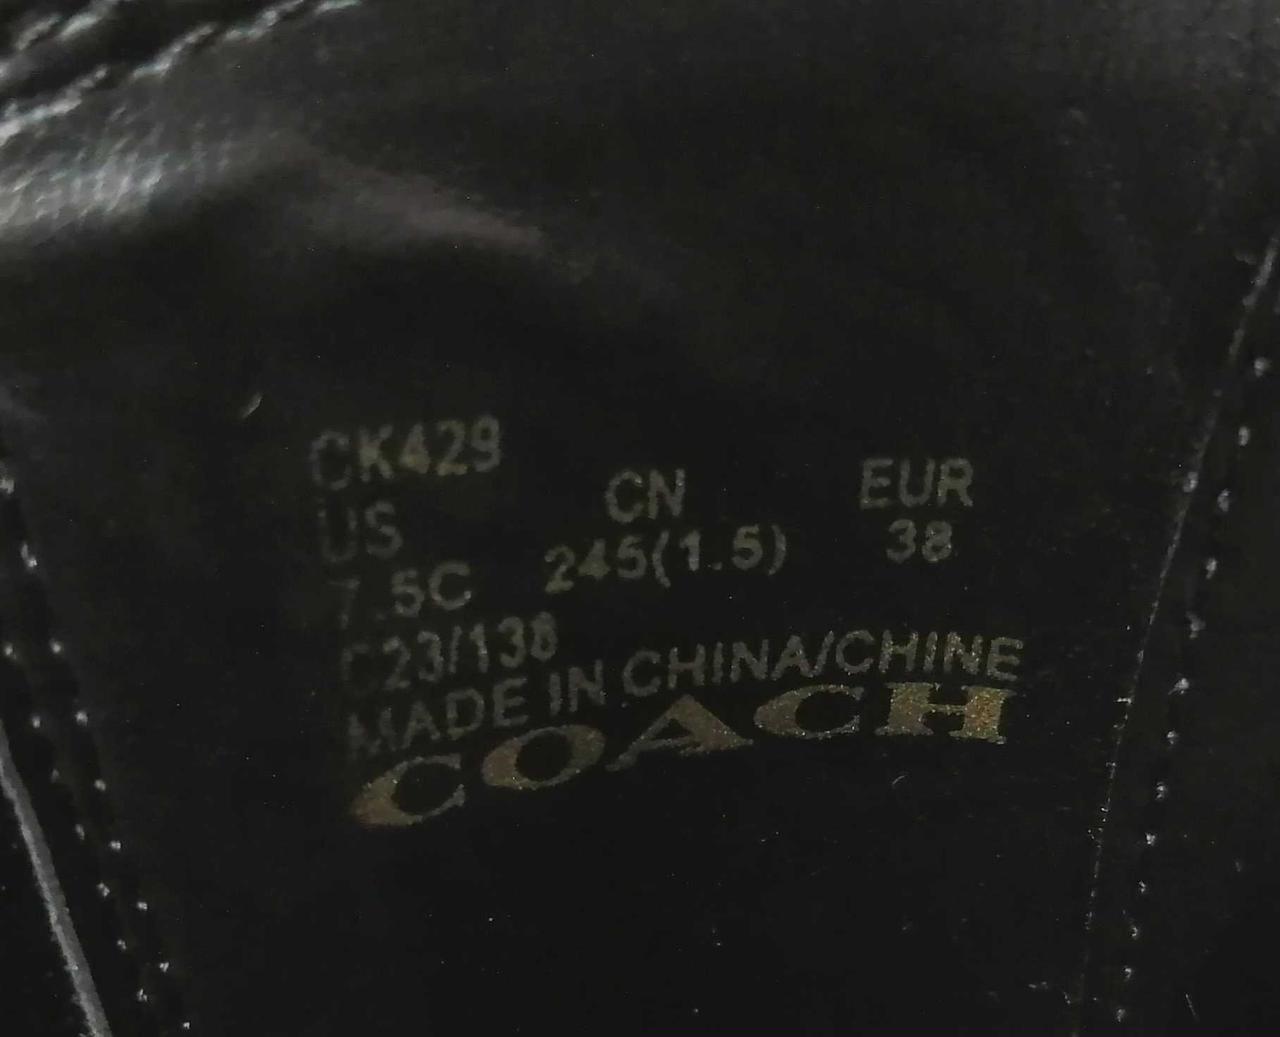 CK429
US CN EUR
7.5C 245(1.5) 38
C23/138
MADE IN CHINA/CHINE
COACH